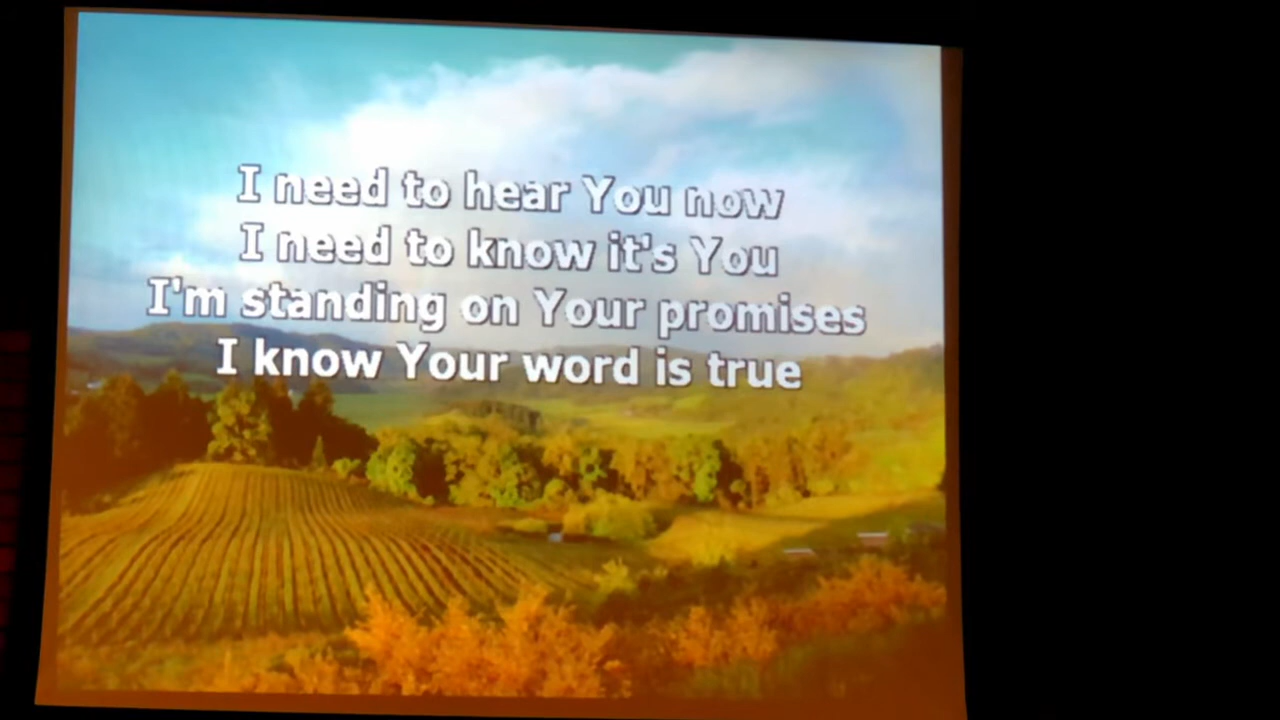 I need to hear You now
I need to know it's You
I'm standing on Your promises
I know Your word is true